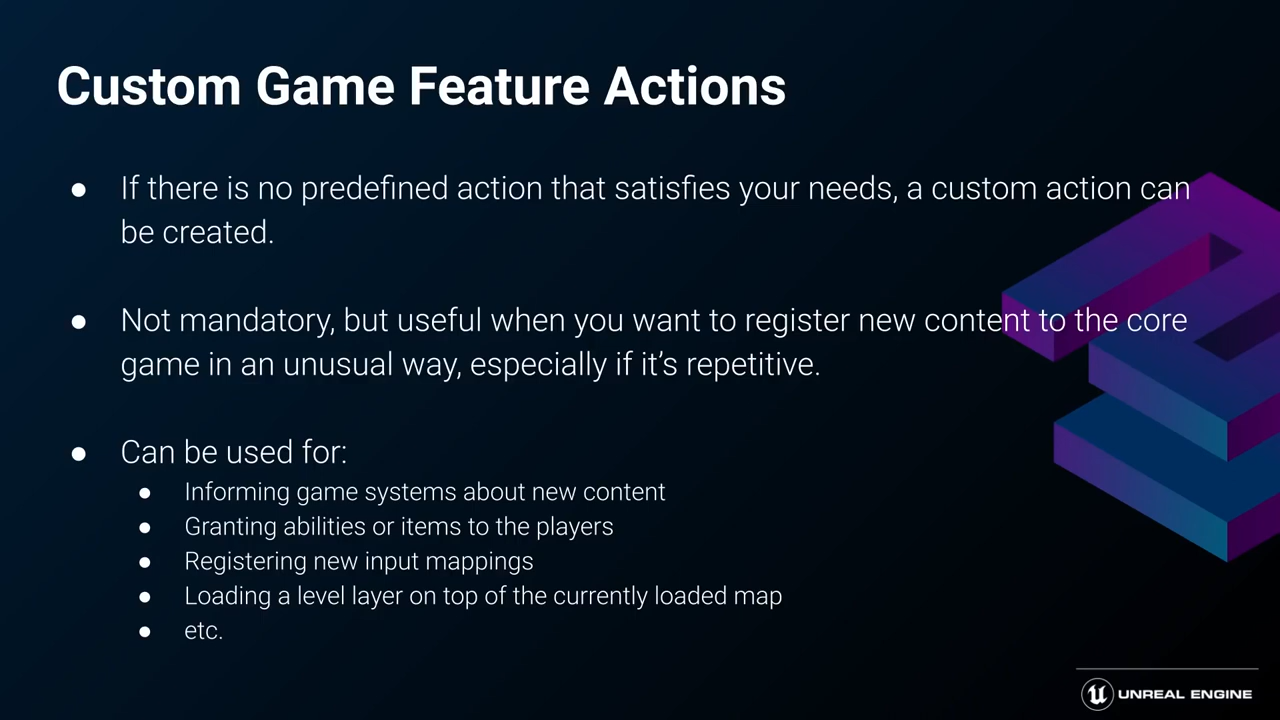 Custom Game Feature Actions
● If there is no predefined action that satisfies your needs, a custom action can
be created.
● Not mandatory, but useful when you want to register new content to the core
game in an unusual way, especially if it’s repetitive.
● Can be used for:
● Informing game systems about new content
● Granting abilities or items to the players
● Registering new input mappings
● Loading a level layer on top of the currently loaded map
● etc.
UNREAL ENGINE